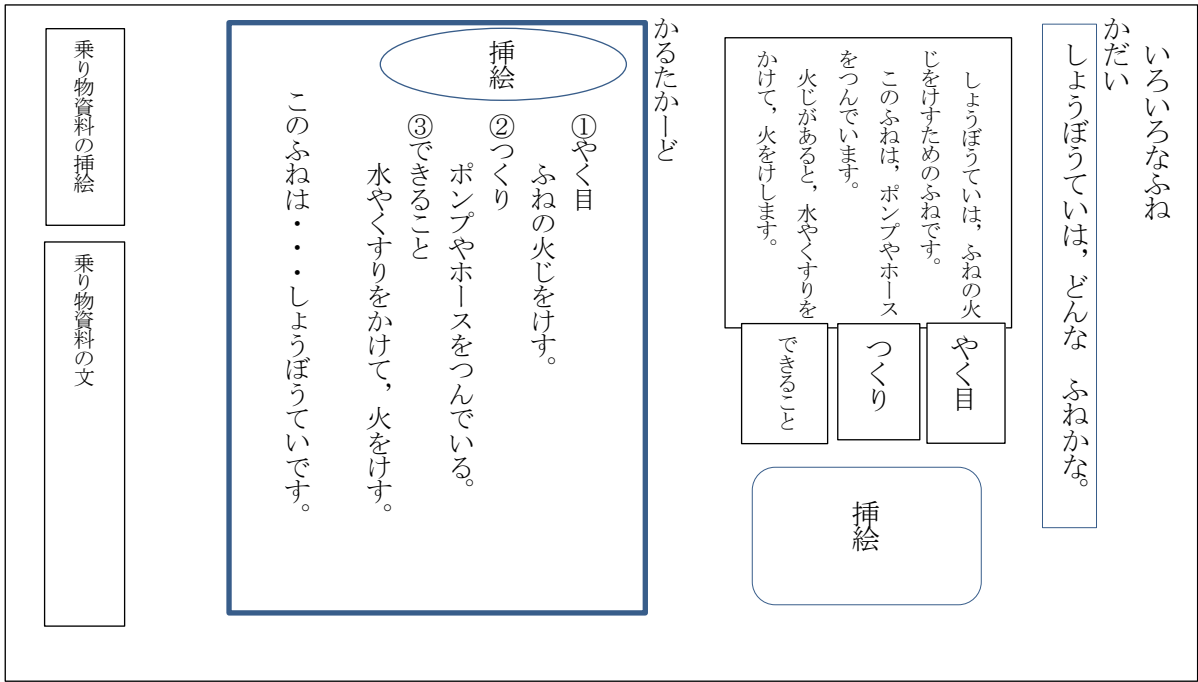 いろいろなふね
かだい
しょうぼうていは，どんな　ふねかな。
しょうぼうていは，ふねの火
じをけすためのふねです。
このふねは，ポンプやホース
をつんでいます。
火じがあると，水やくすりを
かけて，火をけします。
やく目
つくり
できること
挿絵
かるたかーど
挿絵
①やく目
ふねの火じをけす。
②つくり
ポンプやホースをつんでいる。
③できること
水やくすりをかけて，火をけす。
このふねは・・・しょうぼうていです。
乗り物資料の挿絵
乗り物資料の文